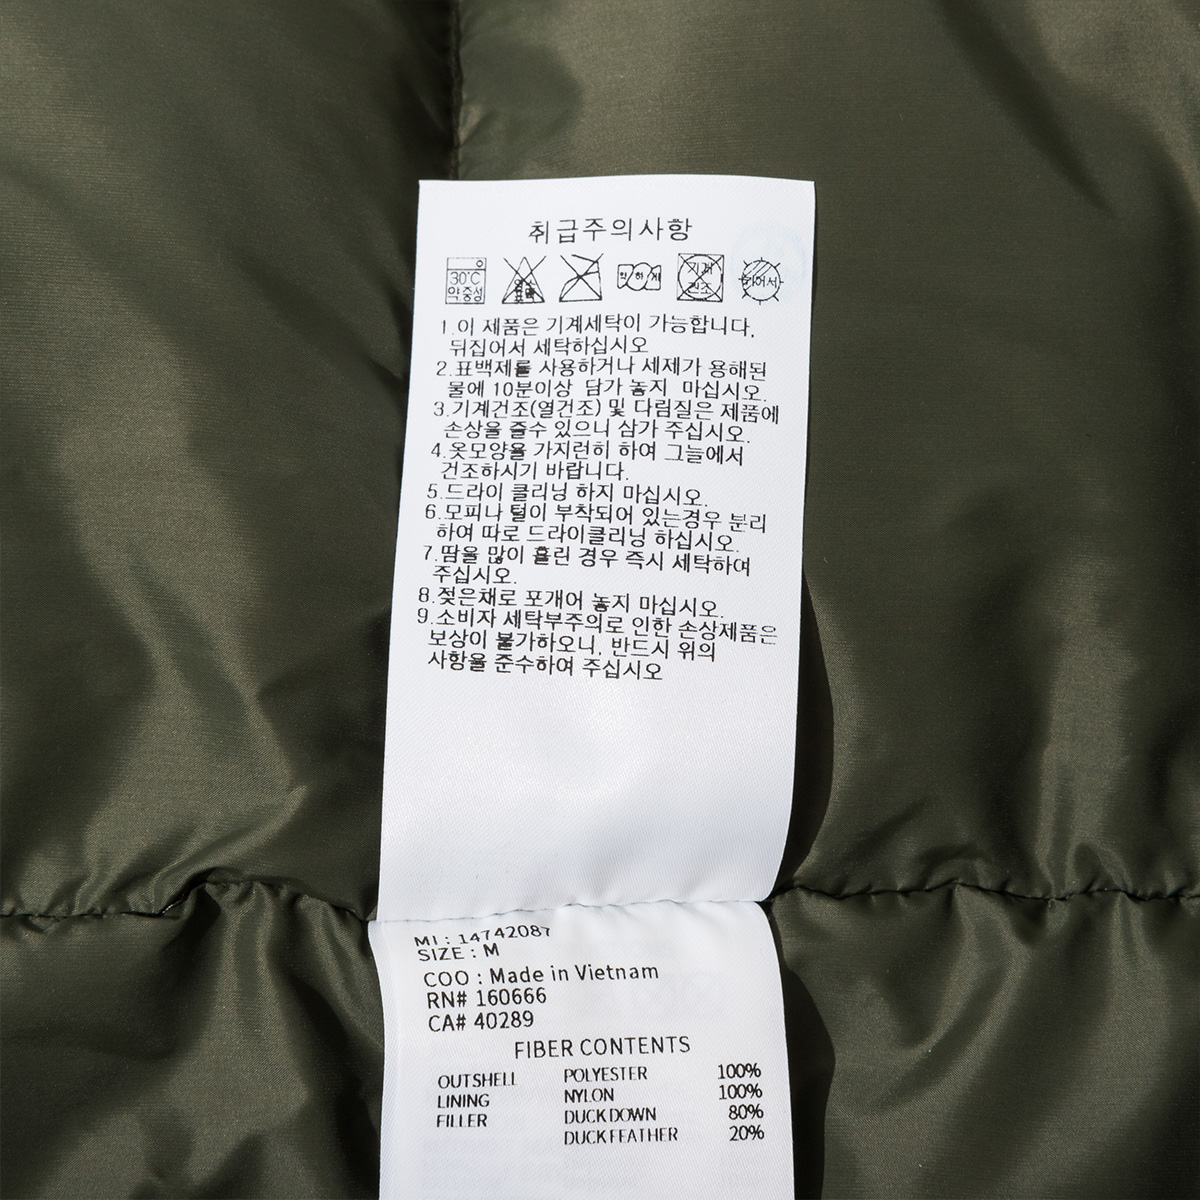 취급주의사항
30℃
약중성
약하게
기계
건조
뉘어서
1.이 제품은 기계세탁이 가능합니다,
뒤집어서 세탁하십시오
2.표백제를 사용하거나 세제가 용해된
물에 10분이상 담가 놓지 마십시오.
3.기계건조(열건조) 및 다림질은 제품에
손상을 줄수 있으니 삼가 주십시오.
4.옷모양을 가지런히 하여 그늘에서
건조하시기 바랍니다.
5.드라이 클리닝 하지 마십시오.
6.모피나 털이 부착되어 있는경우 분리
하여 따로 드라이클리닝 하십시오.
7.땀을 많이 흘린 경우 즉시 세탁하여
주십시오.
8.젖은채로 포개어 놓지 마십시오.
9.소비자 세탁부주의로 인한 손상제품은
보상이 불가하오니, 반드시 위의
사항을 준수하여 주십시오
MI : 14742087
SIZE : M
COO : Made in Vietnam
RN# 160666
CA# 40289
FIBER CONTENTS
OUTSHELL POLYESTER 100%
LINING NYLON 100%
FILLER DUCK DOWN 80%
DUCK FEATHER 20%